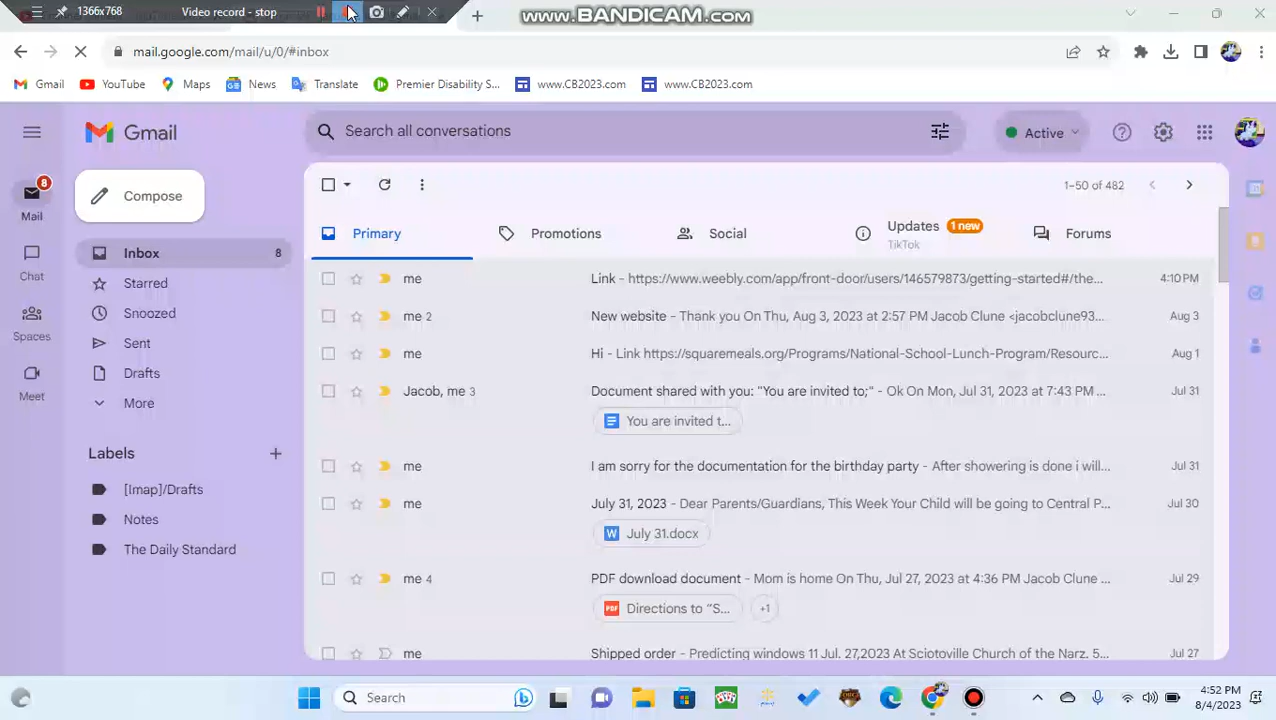 1366x768 Video record - stop
www.BANDICAM.com
mail.google.com/mail/u/0/#inbox
Gmail YouTube Maps News Translate Premier Disability S... www.CB2023.com www.CB2023.com
Gmail Search all conversations Active
8
Mail
Compose
1–50 of 482
Primary Promotions Social Updates 1 new Forums
TikTok
Inbox 8
Chat
Starred
Snoozed
Spaces
Sent
Meet
Drafts
More
Labels
[Imap]/Drafts
Notes
The Daily Standard
me Link - https://www.weebly.com/app/front-door/users/146579873/getting-started#/the... 4:10 PM
me 2 New website - Thank you On Thu, Aug 3, 2023 at 2:57 PM Jacob Clune <jacobclune93... Aug 3
me Hi - Link https://squaremeals.org/Programs/National-School-Lunch-Program/Resourc... Aug 1
Jacob, me 3 Document shared with you: "You are invited to;" - Ok On Mon, Jul 31, 2023 at 7:43 PM ... Jul 31
You are invited t...
me I am sorry for the documentation for the birthday party - After showering is done i will... Jul 31
me July 31, 2023 - Dear Parents/Guardians, This Week Your Child will be going to Central P... Jul 30
July 31.docx
me 4 PDF download document - Mom is home On Thu, Jul 27, 2023 at 4:36 PM Jacob Clune ... Jul 29
PDF Directions to “S... +1
me Shipped order - Predicting windows 11 Jul. 27,2023 At Sciotoville Church of the Narz. 5... Jul 27
Search
4:52 PM
8/4/2023